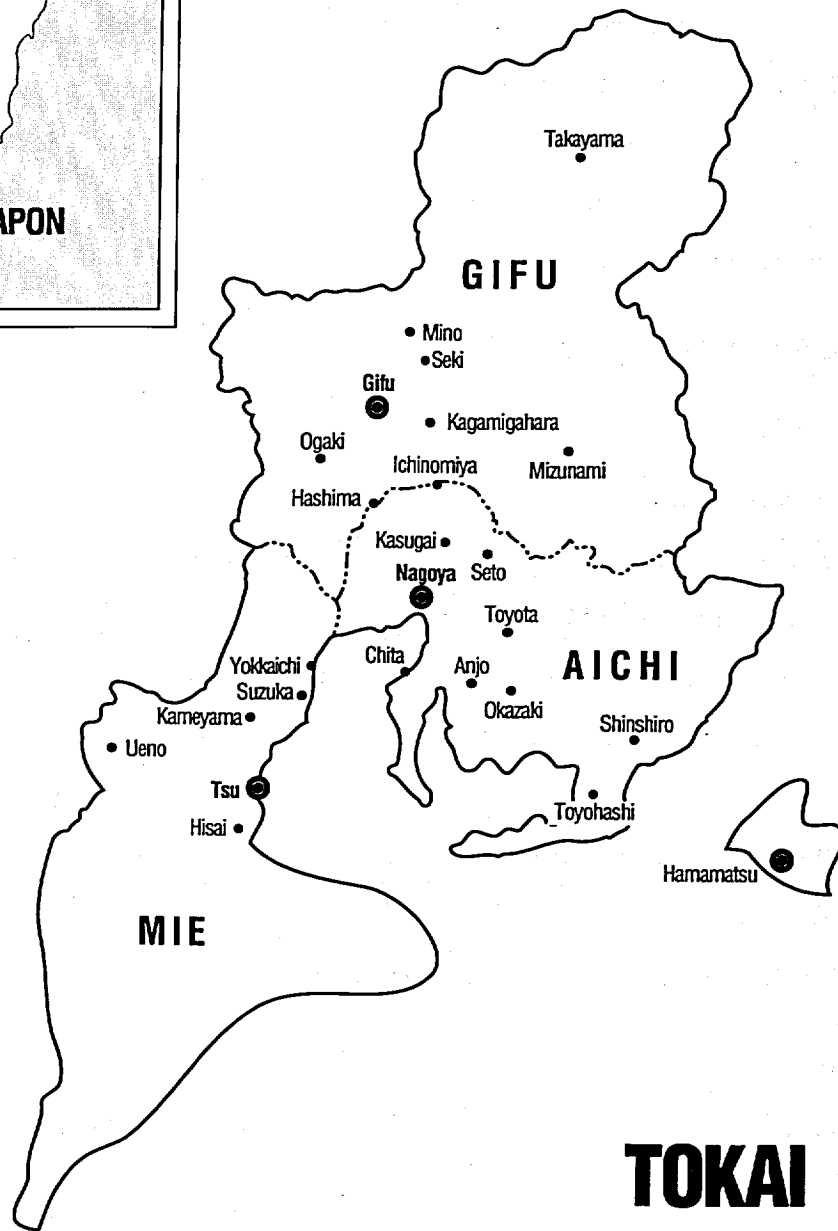 APON
Takayama
GIFU
Mino
Seki
Gifu
Kagamigahara
Ogaki
Ichinomiya
Mizunami
Hashima
Kasugai
Seto
Nagoya
Toyota
Yokkaichi
Chita
Anjo
AICHI
Suzuka
Okazaki
Kameyama
Shinshiro
Ueno
Tsu
Toyohashi
Hisai
Hamamatsu
MIE
TOKAI